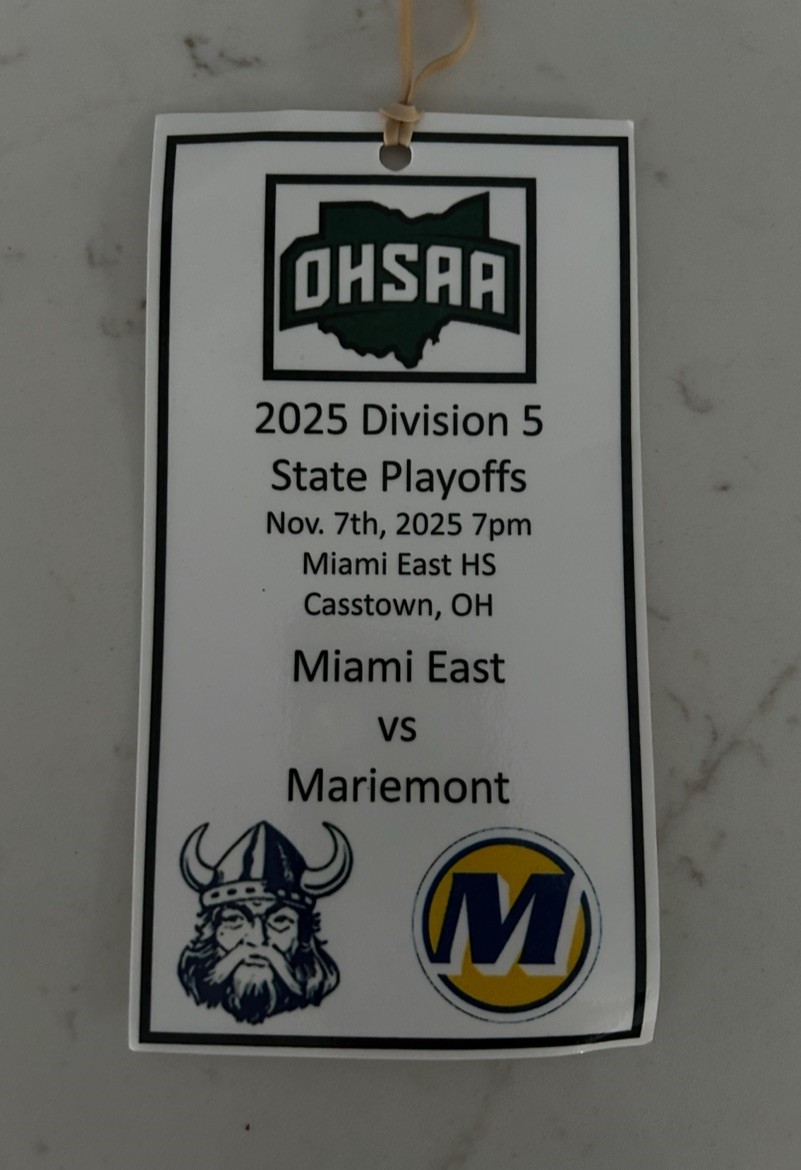 OHSAA
2025 Division 5
State Playoffs
Nov. 7th, 2025 7pm
Miami East HS
Casstown, OH
Miami East
vs
Mariemont
M